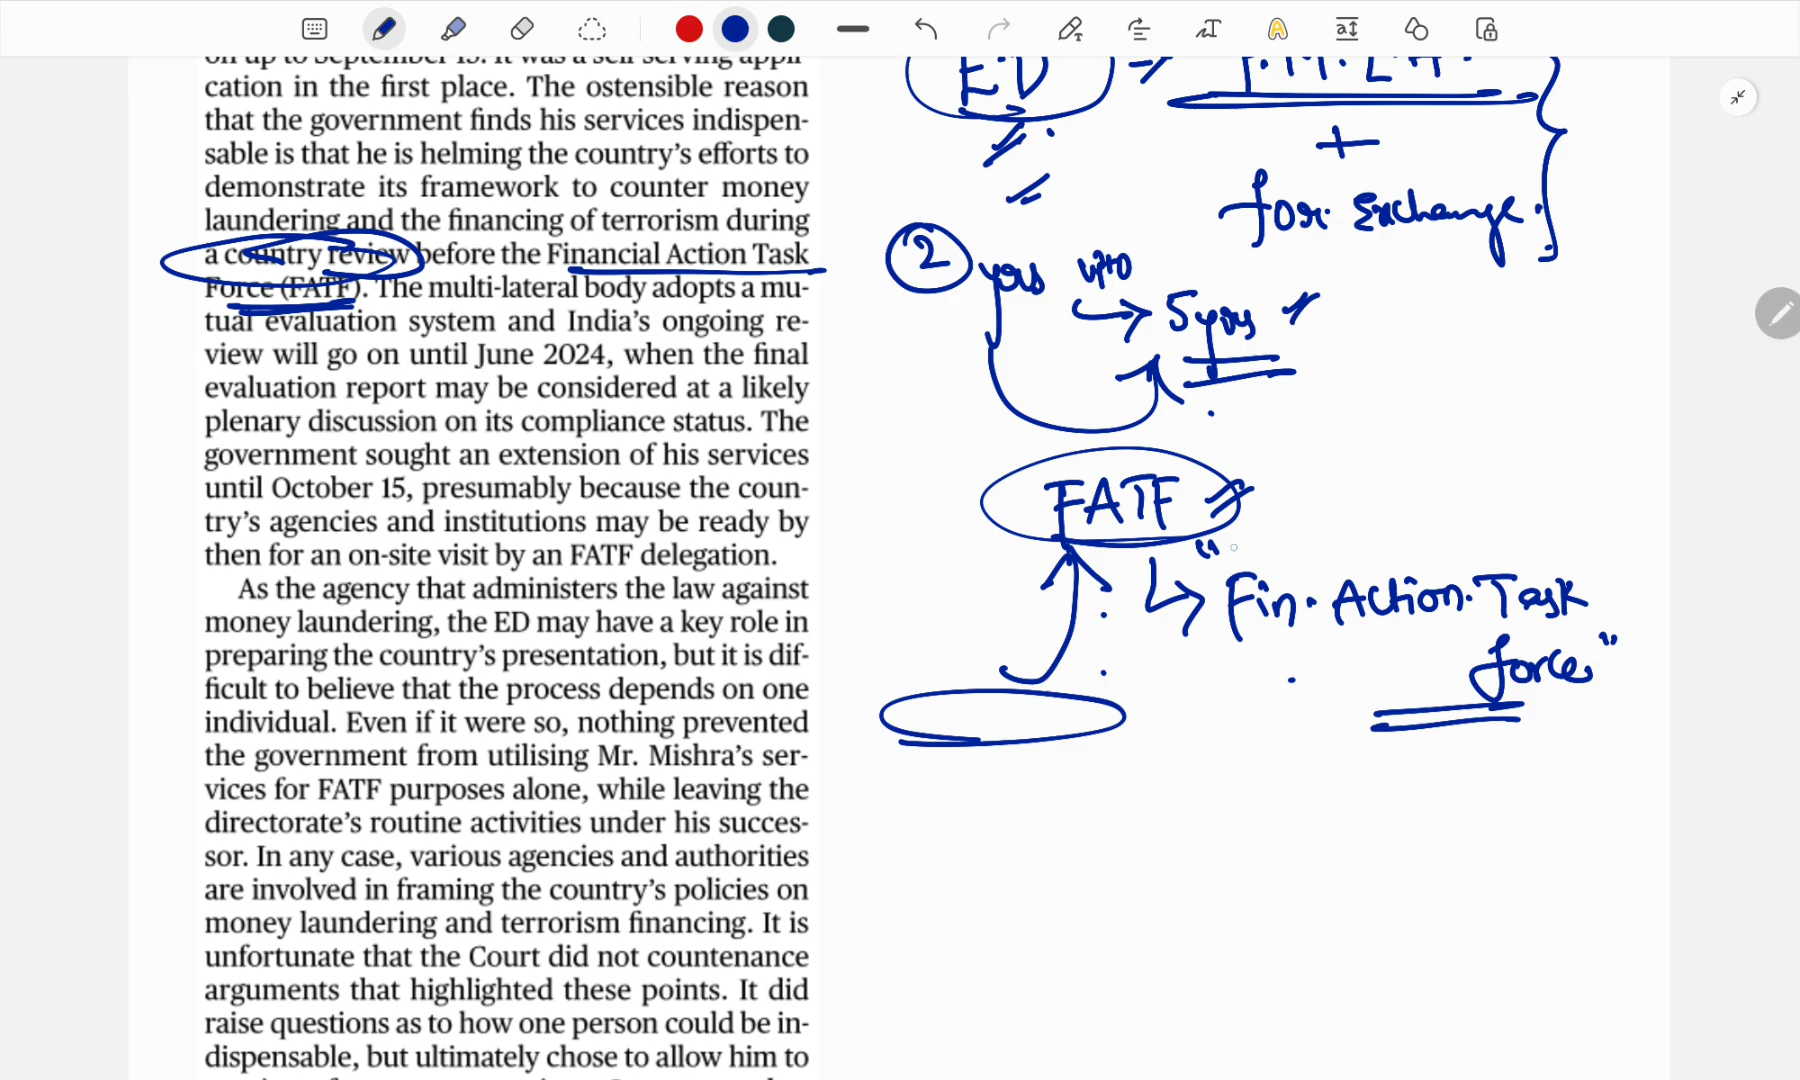 on up to September 15. It was a self-serving appli-
cation in the first place. The ostensible reason
that the government finds his services indispen-
sable is that he is helming the country's efforts to
demonstrate its framework to counter money
laundering and the financing of terrorism during
a country review before the Financial Action Task
Force (FATF). The multi-lateral body adopts a mu-
tual evaluation system and India's ongoing re-
view will go on until June 2024, when the final
evaluation report may be considered at a likely
plenary discussion on its compliance status. The
government sought an extension of his services
until October 15, presumably because the coun-
try's agencies and institutions may be ready by
then for an on-site visit by an FATF delegation.
As the agency that administers the law against
money laundering, the ED may have a key role in
preparing the country's presentation, but it is dif-
ficult to believe that the process depends on one
individual. Even if it were so, nothing prevented
the government from utilising Mr. Mishra's ser-
vices for FATF purposes alone, while leaving the
directorate's routine activities under his succes-
sor. In any case, various agencies and authorities
are involved in framing the country's policies on
money laundering and terrorism financing. It is
unfortunate that the Court did not countenance
arguments that highlighted these points. It did
raise questions as to how one person could be in-
dispensable, but ultimately chose to allow him to
ED → P.M.L.A.
+
for. Exchange.
2 yrs upto
→ 5 yrs
FATF
"Fin. Action. Task
force"